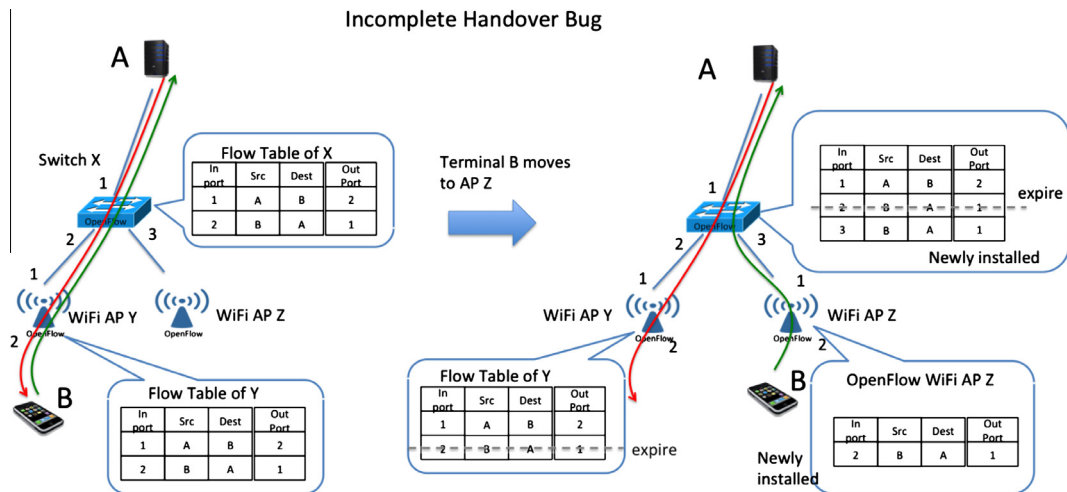 Incomplete Handover Bug
A
Switch X
1
OpenFlow
2
3
Flow Table of X
In port Src Dest Out Port
1 A B 2
2 B A 1
1
WiFi AP Y
OpenFlow
WiFi AP Z
OpenFlow
2
B
Flow Table of Y
In port Src Dest Out Port
1 A B 2
2 B A 1
Terminal B moves
to AP Z
A
1
OpenFlow
2
3
In port Src Dest Out Port
1 A B 2
2 B A 1
expire
3 B A 1
Newly installed
1
WiFi AP Y
OpenFlow
2
1
WiFi AP Z
OpenFlow
2
B
Flow Table of Y
In port Src Dest Out Port
1 A B 2
2 B A 1
expire
OpenFlow WiFi AP Z
In port Src Dest Out Port
2 B A 1
Newly
installed